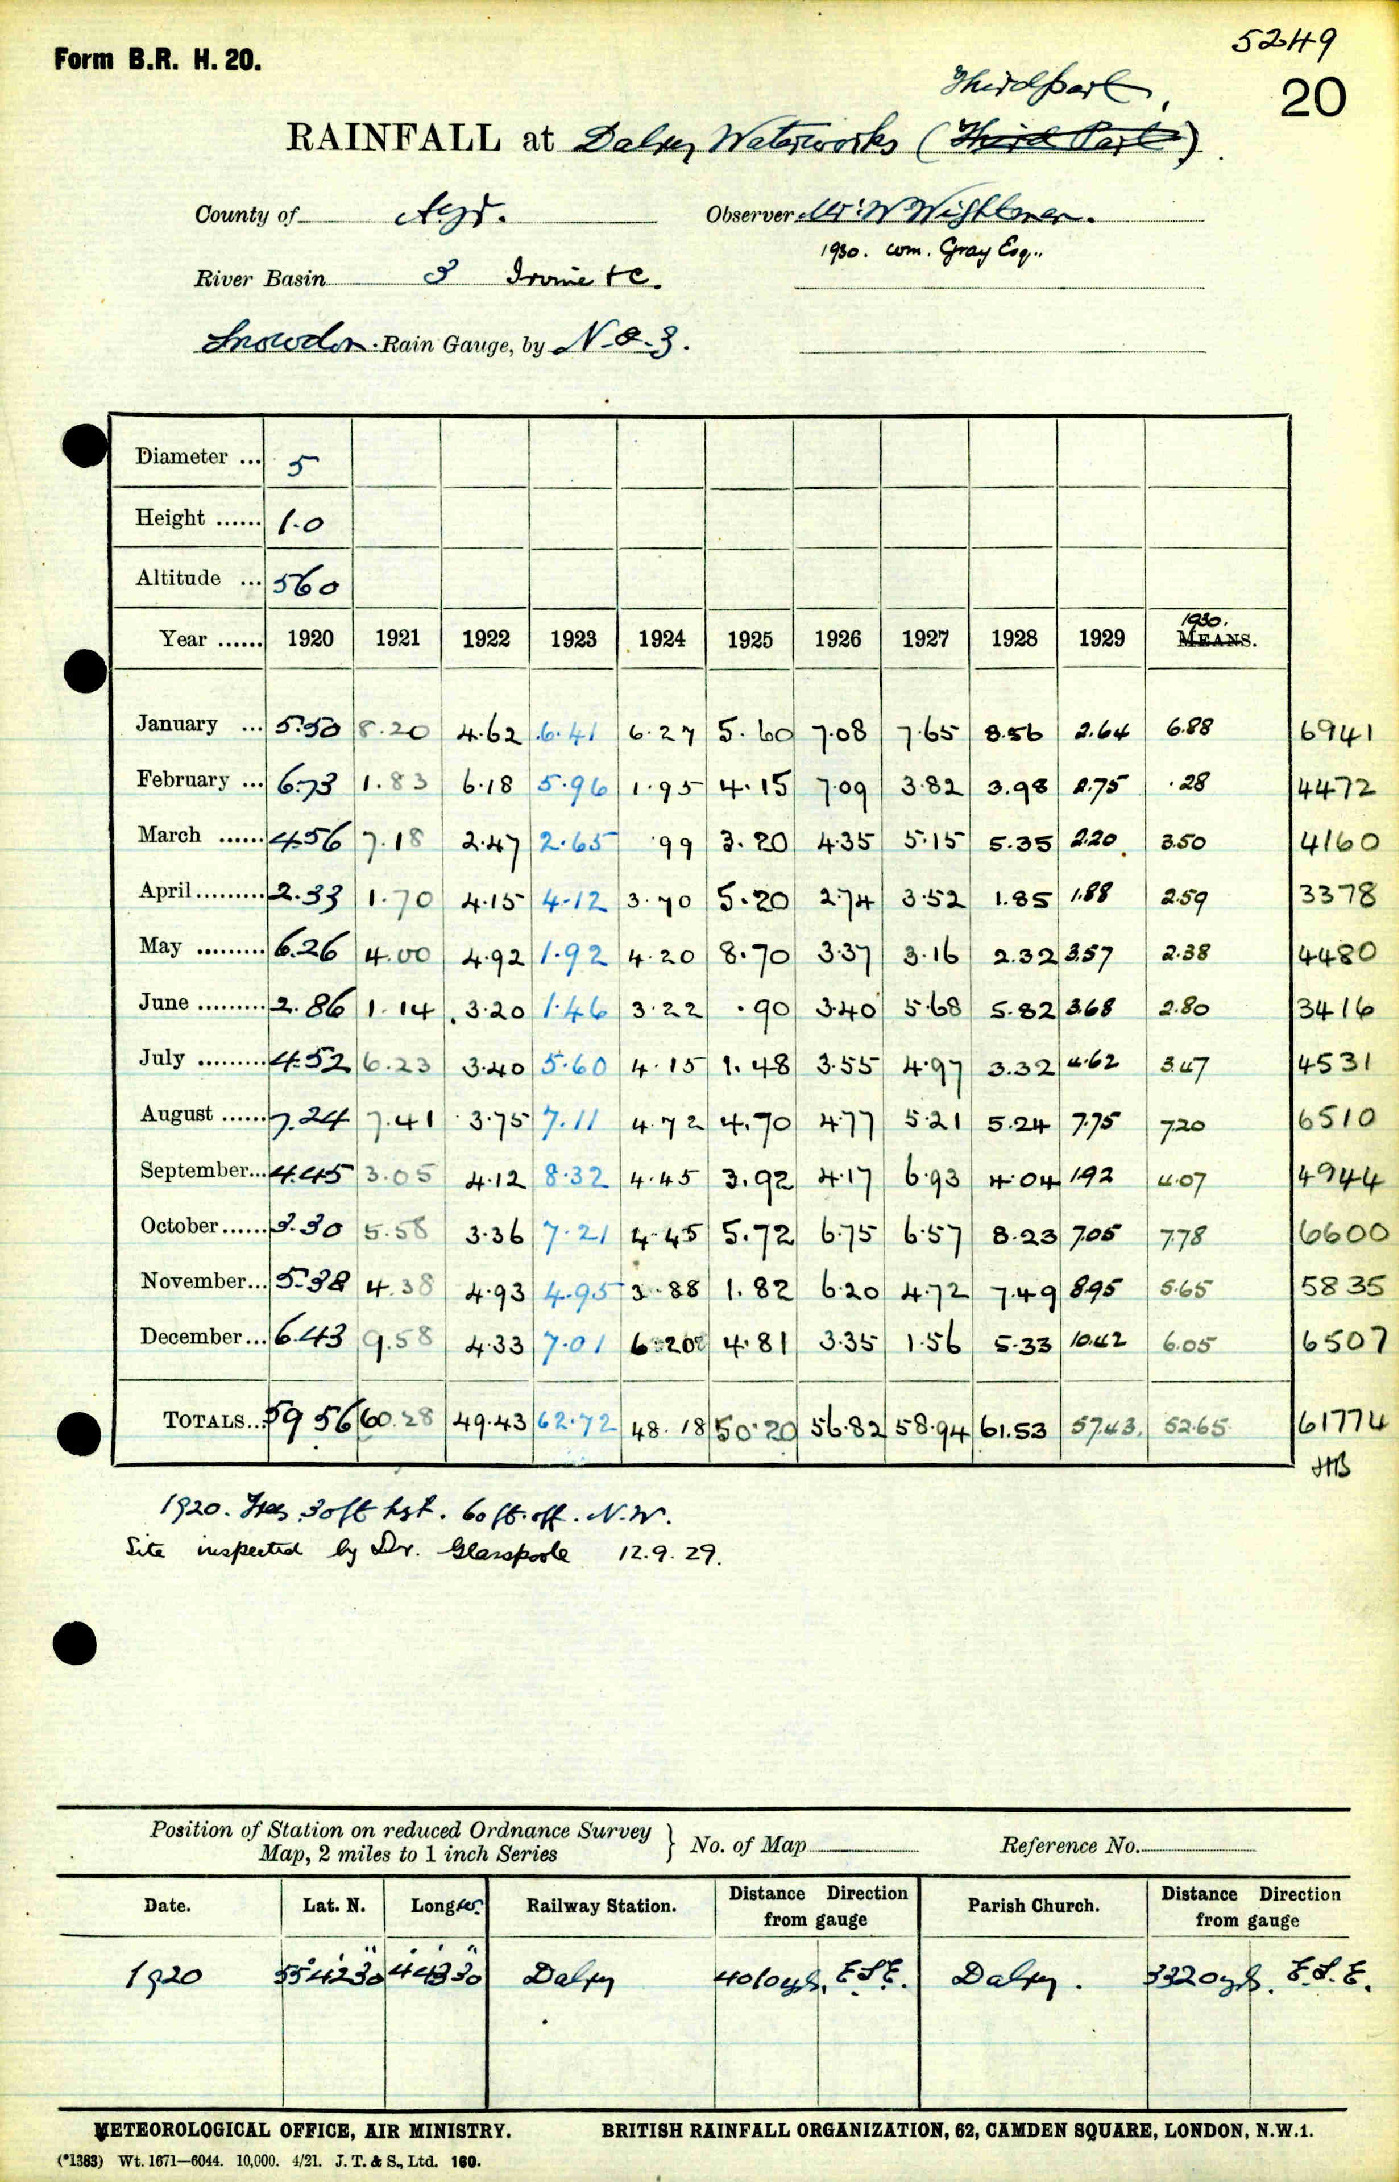 5249
Form B.R. H. 20.
20
Thirdpart,
RAINFALL at Dalry Waterworks (Third Part).
County of Ayr. Observer Mr. W Wightman.
1930. Wm. Gray Esq..
River Basin 3 Irvine &c.
Snowdon. Rain Gauge, by N. & Z.
Diameter ... 5
Height ...... 1.0
Altitude ... 560
1930.
Year ...... 1920 1921 1922 1923 1924 1925 1926 1927 1928 1929 MEANS.
January ... 5.50 8.20 4.62 6.41 6.27 5.60 7.08 7.65 8.56 2.64 6.88 6941
February ... 6.73 1.83 6.18 5.96 1.95 4.15 7.09 3.82 3.98 2.75 .28 4472
March ...... 4.56 7.18 2.47 2.65 .99 3.20 4.35 5.15 5.35 2.20 3.50 4160
April ......... 2.33 1.70 4.15 4.12 3.70 5.20 2.74 3.52 1.85 1.88 2.59 3378
May ......... 6.26 4.00 4.92 1.92 4.20 8.70 3.37 3.16 2.32 3.57 2.38 4480
June ......... 2.86 1.14 3.20 1.46 3.22 .90 3.40 5.68 5.82 3.68 2.80 3416
July ......... 4.52 6.23 3.40 5.60 4.15 1.48 3.55 4.97 3.32 4.62 3.47 4531
August ...... 7.24 7.41 3.75 7.11 4.72 4.70 4.77 5.21 5.24 7.75 7.20 6510
September... 4.45 3.05 4.12 8.32 4.45 3.92 4.17 6.93 4.04 1.92 4.07 4944
October ...... 3.30 5.58 3.36 7.21 4.45 5.72 6.75 6.57 8.23 7.05 7.78 6600
November... 5.38 4.38 4.93 4.95 3.88 1.82 6.20 4.72 7.49 8.95 5.65 5835
December... 6.43 9.58 4.33 7.01 6.20 4.81 3.35 1.56 5.33 10.42 6.05 6507
TOTALS... 59 56 60.28 49.43 62.72 48.18 50.20 56.82 58.94 61.53 57.43. 52.65 61774
HB
1920. Trees 30ft hgt. 60 ft. off. N.W.
Site inspected by Dr. Glasspoole 12.9.29.
Position of Station on reduced Ordnance Survey
Map, 2 miles to 1 inch Series } No. of Map Reference No.
Date. Lat. N. Long W. Railway Station. Distance Direction from gauge Parish Church. Distance Direction from gauge
1920 55°42'30" 4°43'30" Dalry 4010yds. E.S.E. Dalry. 3320yds. E.S.E.
METEOROLOGICAL OFFICE, AIR MINISTRY. BRITISH RAINFALL ORGANIZATION, 62, CAMDEN SQUARE, LONDON, N.W.1.
(*1383) Wt. 1671—6044. 10,000. 4/21. J. T. & S., Ltd. 160.